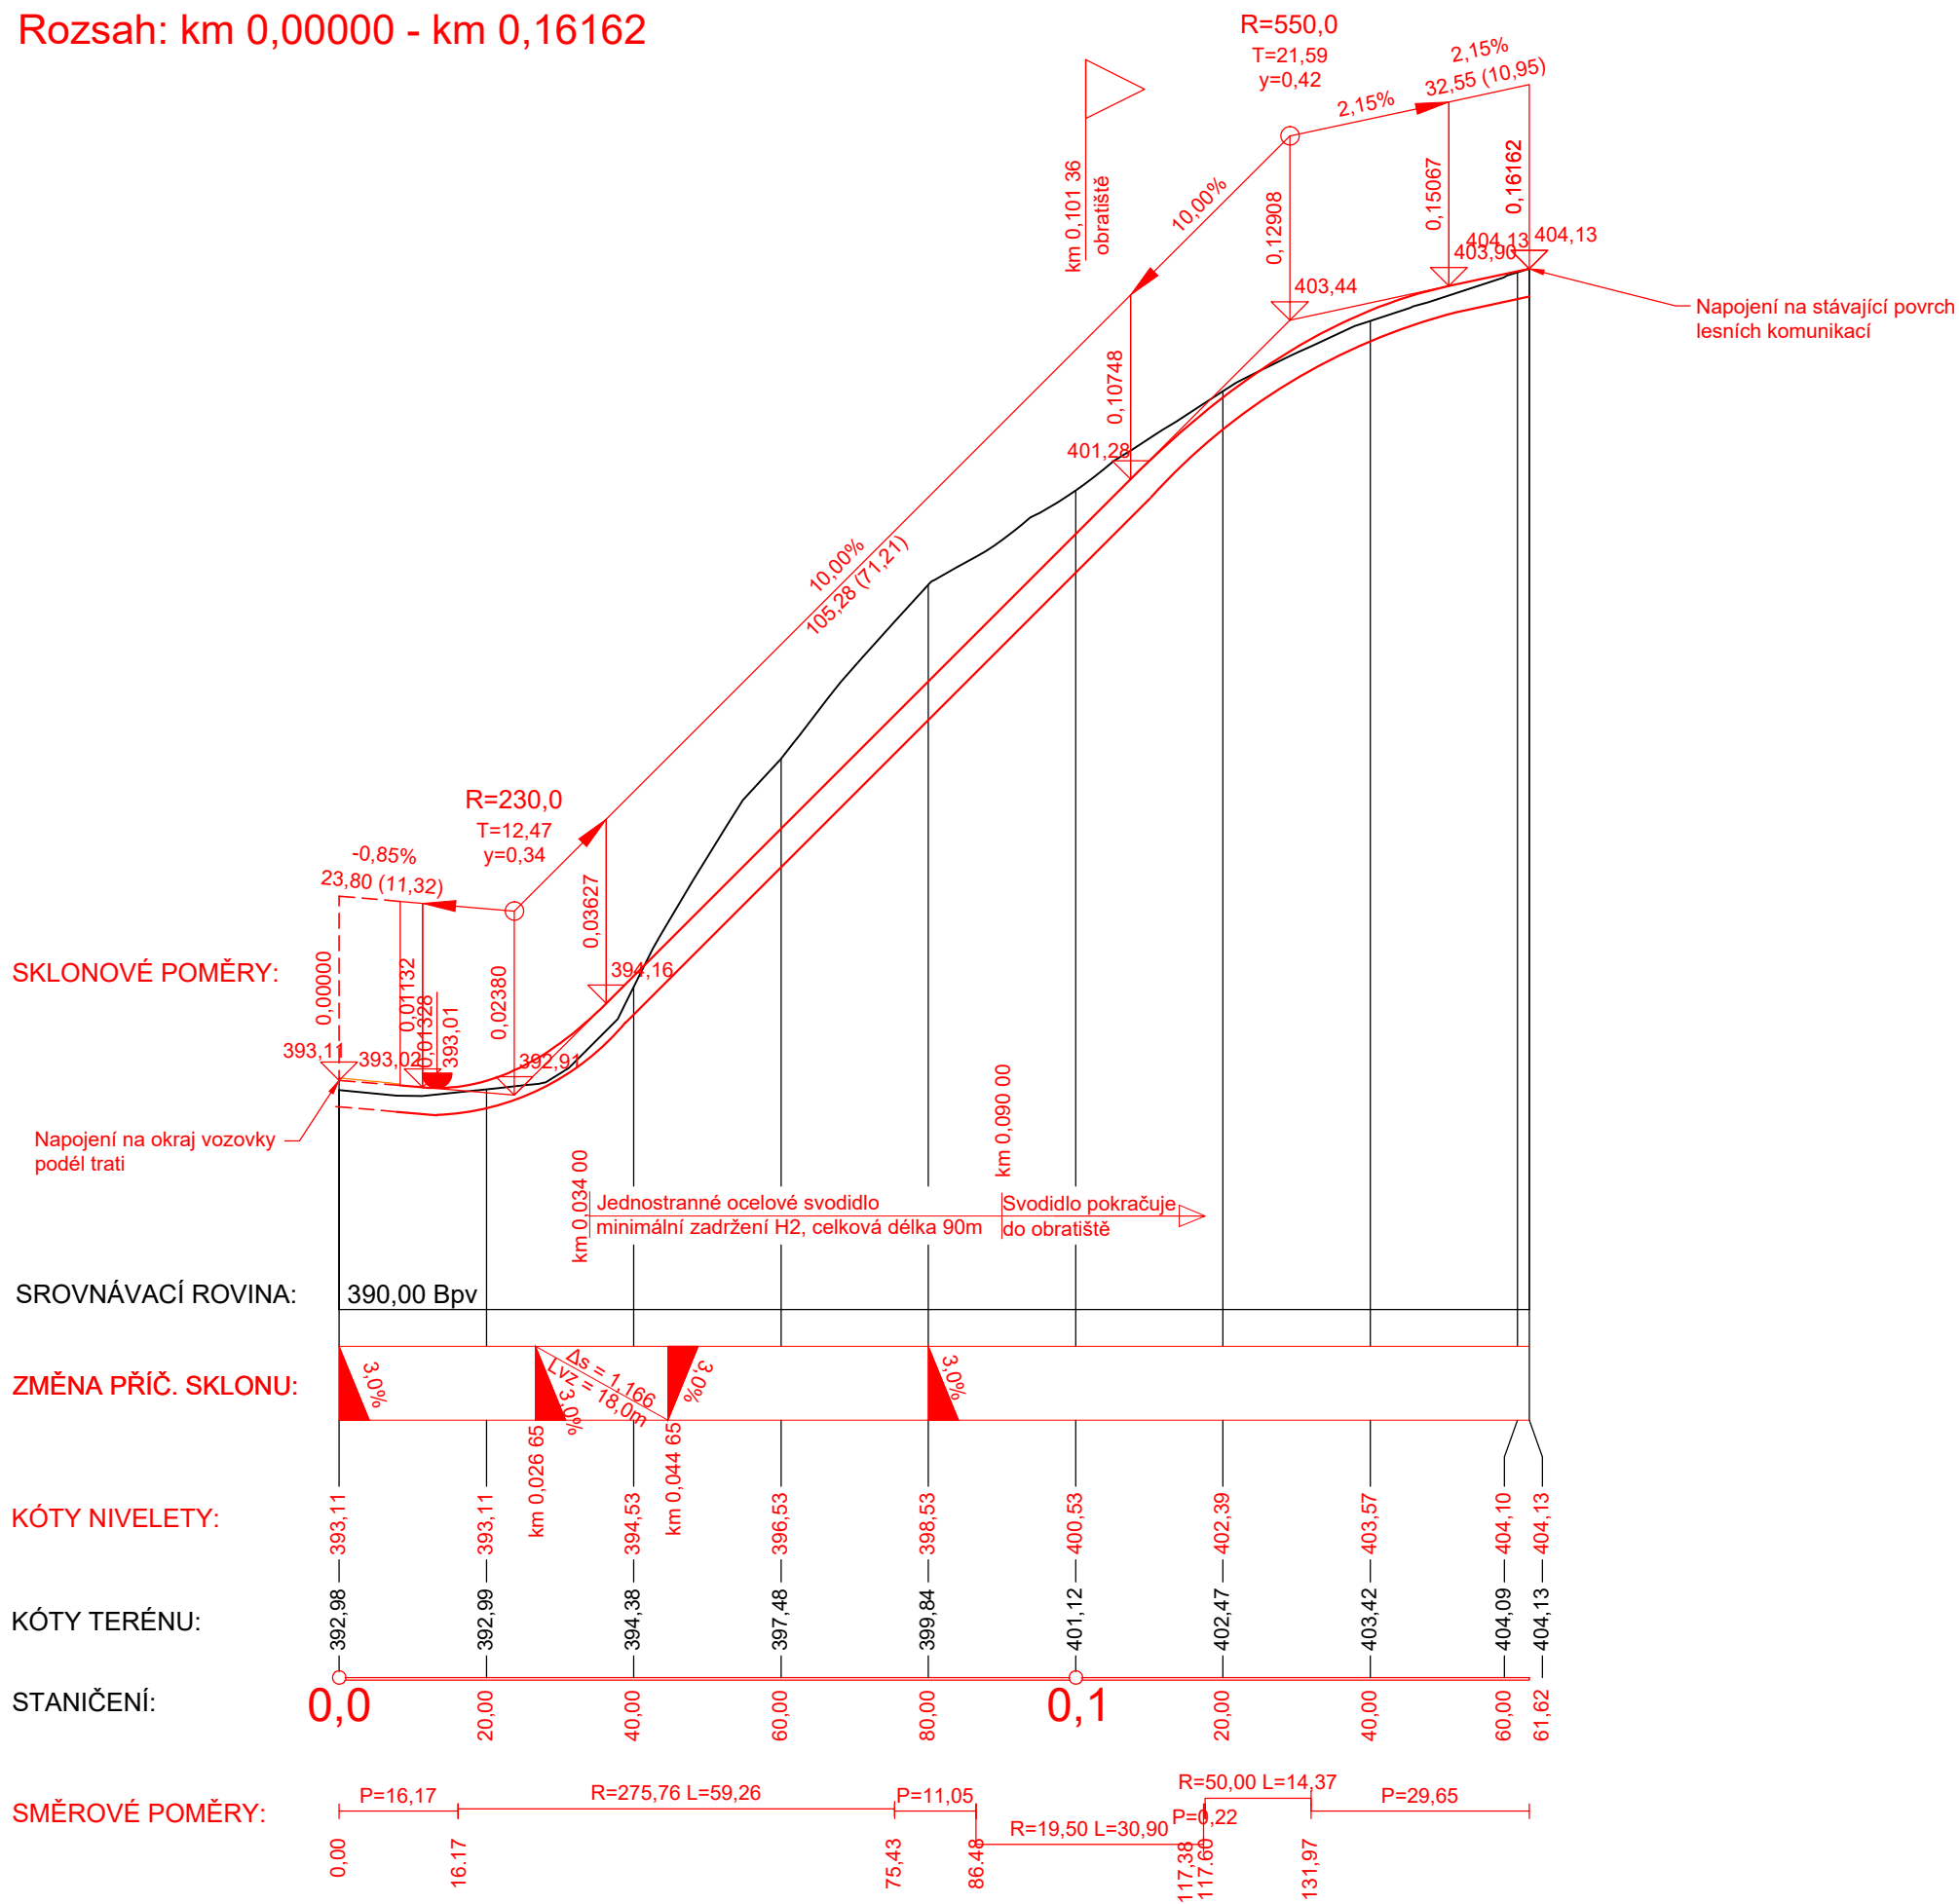 Rozsah: km 0,00000 - km 0,16162
R=550,0
T=21,59
y=0,42
2,15%
32,55 (10,95)
2,15%
km 0,101 36
obratiště
10,00%
0,12908
0,15067
0,16162
404,13
404,13
403,90
403,44
Napojení na stávající povrch
lesních komunikací
0,10748
401,28
10,00%
105,28 (71,21)
R=230,0
T=12,47
y=0,34
-0,85%
23,80 (11,32)
SKLONOVÉ POMĚRY:
0,00000
0,01132
0,01328
393,01
0,02380
0,03627
394,16
393,11
393,02
392,91
Napojení na okraj vozovky
podél trati
km 0,034 00
Jednostranné ocelové svodidlo
minimální zadržení H2, celková délka 90m
km 0,090 00
Svodidlo pokračuje
do obratiště
SROVNÁVACÍ ROVINA:
390,00 Bpv
ZMĚNA PŘÍČ. SKLONU:
3,0%
Δs = 1,166
Lvz = 18,0m
3,0%
3,0%
3,0%
km 0,026 65
km 0,044 65
KÓTY NIVELETY:
393,11
393,11
394,53
396,53
398,53
400,53
402,39
403,57
404,10
404,13
KÓTY TERÉNU:
392,98
392,99
394,38
397,48
399,84
401,12
402,47
403,42
404,09
404,13
STANIČENÍ:
0,0
20,00
40,00
60,00
80,00
0,1
20,00
40,00
60,00
61,62
SMĚROVÉ POMĚRY:
P=16,17
R=275,76 L=59,26
P=11,05
R=19,50 L=30,90
P=0,22
R=50,00 L=14,37
P=29,65
0,00
16.17
75,43
86.48
117,38
117.60
131,97